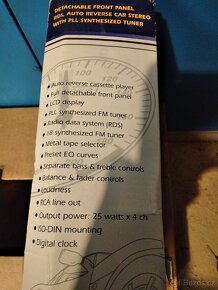 DETACHABLE FRONT PANEL
RDS, AUTO REVERSE CAR STEREO
WITH PLL SYNTHESIZED TUNER
• Auto reverse cassette player
• Full detachable front panel
• LCD display
• PLL synthesized FM tuner
• Radio data system (RDS)
• 18 synthesized FM tuner
• Metal tape selector
• Preset EQ curves
• Separate bass & treble controls
• Balance & fader controls
• Loudness
• RCA line out
• Output power: 25 watts x 4 ch
• ISO-DIN mounting
• Digital clock